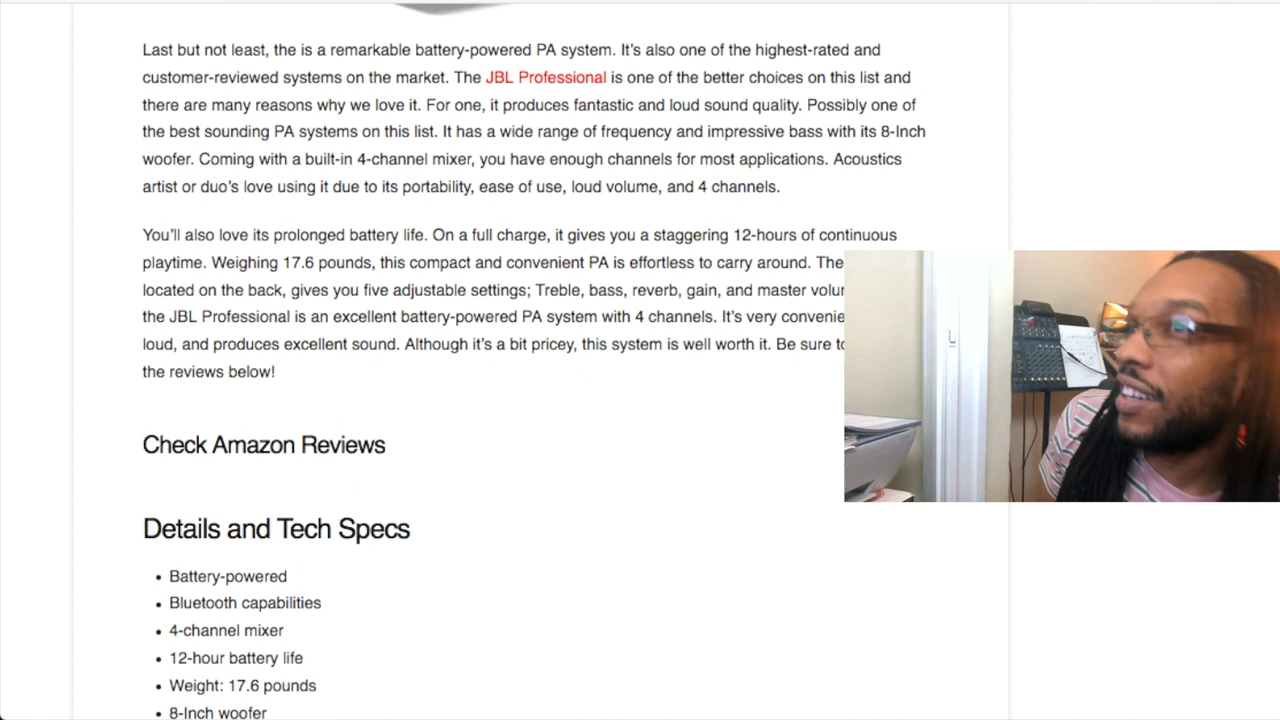 Last but not least, the is a remarkable battery-powered PA system. It's also one of the highest-rated and
customer-reviewed systems on the market. The JBL Professional is one of the better choices on this list and
there are many reasons why we love it. For one, it produces fantastic and loud sound quality. Possibly one of
the best sounding PA systems on this list. It has a wide range of frequency and impressive bass with its 8-Inch
woofer. Coming with a built-in 4-channel mixer, you have enough channels for most applications. Acoustics
artist or duo's love using it due to its portability, ease of use, loud volume, and 4 channels.
You'll also love its prolonged battery life. On a full charge, it gives you a staggering 12-hours of continuous
playtime. Weighing 17.6 pounds, this compact and convenient PA is effortless to carry around. The
located on the back, gives you five adjustable settings; Treble, bass, reverb, gain, and master
the JBL Professional is an excellent battery-powered PA system with 4 channels. It's very
loud, and produces excellent sound. Although it's a bit pricey, this system is well worth it. Be sure
the reviews below!
Check Amazon Reviews
Details and Tech Specs
• Battery-powered
• Bluetooth capabilities
• 4-channel mixer
• 12-hour battery life
• Weight: 17.6 pounds
• 8-Inch woofer